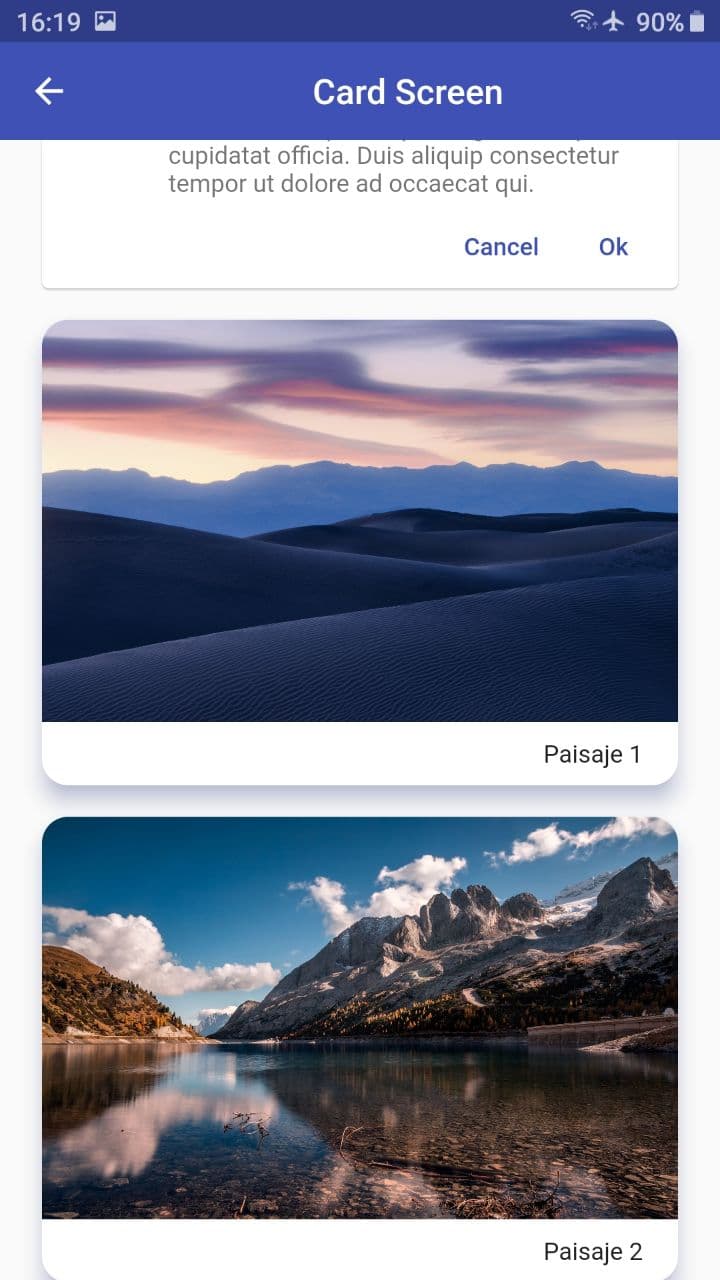 16:19
90%
Card Screen
cupidatat officia. Duis aliquip consectetur
tempor ut dolore ad occaecat qui.
Cancel Ok
Paisaje 1
Paisaje 2